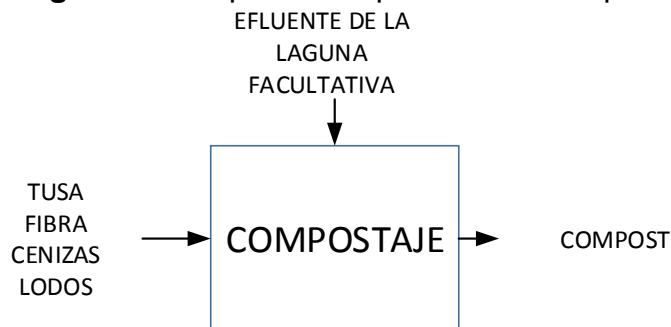 EFLUENTE DE LA
LAGUNA
FACULTATIVA
TUSA
FIBRA
CENIZAS
LODOS
COMPOSTAJE
COMPOST